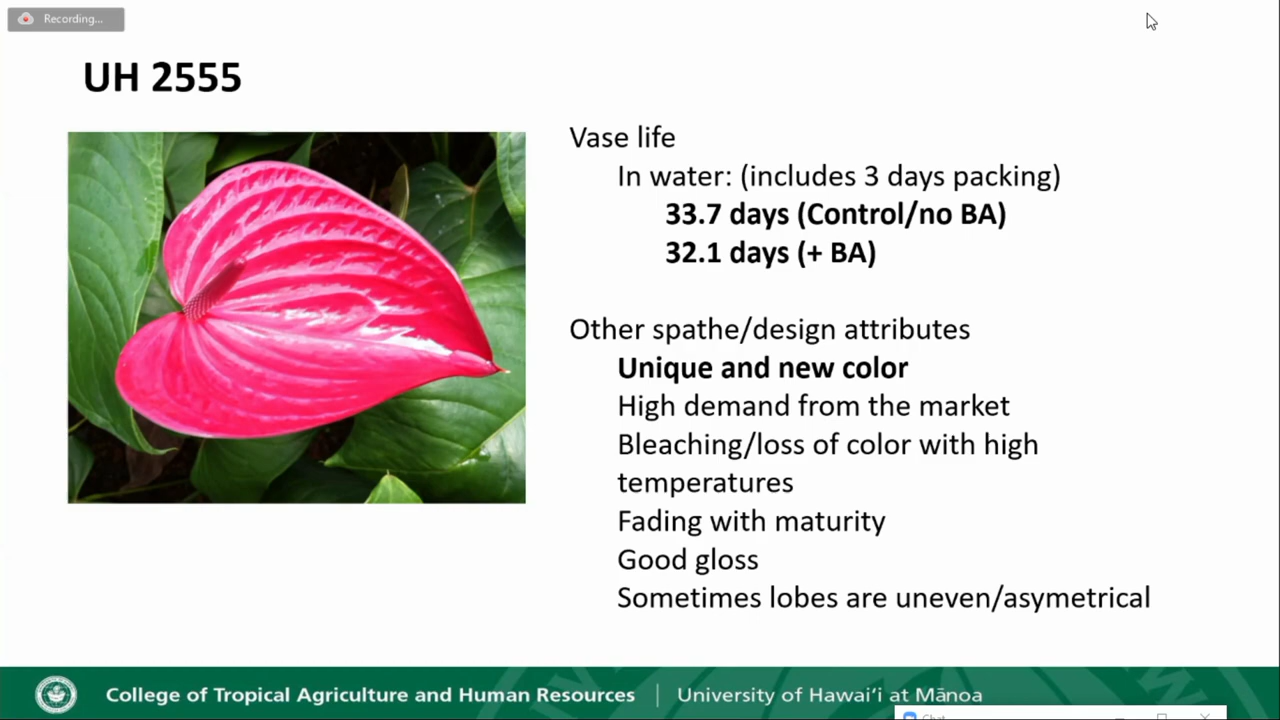 Recording...
UH 2555
Vase life
In water: (includes 3 days packing)
33.7 days (Control/no BA)
32.1 days (+ BA)
Other spathe/design attributes
Unique and new color
High demand from the market
Bleaching/loss of color with high
temperatures
Fading with maturity
Good gloss
Sometimes lobes are uneven/asymetrical
College of Tropical Agriculture and Human Resources | University of Hawaiʻi at Mānoa
Chat